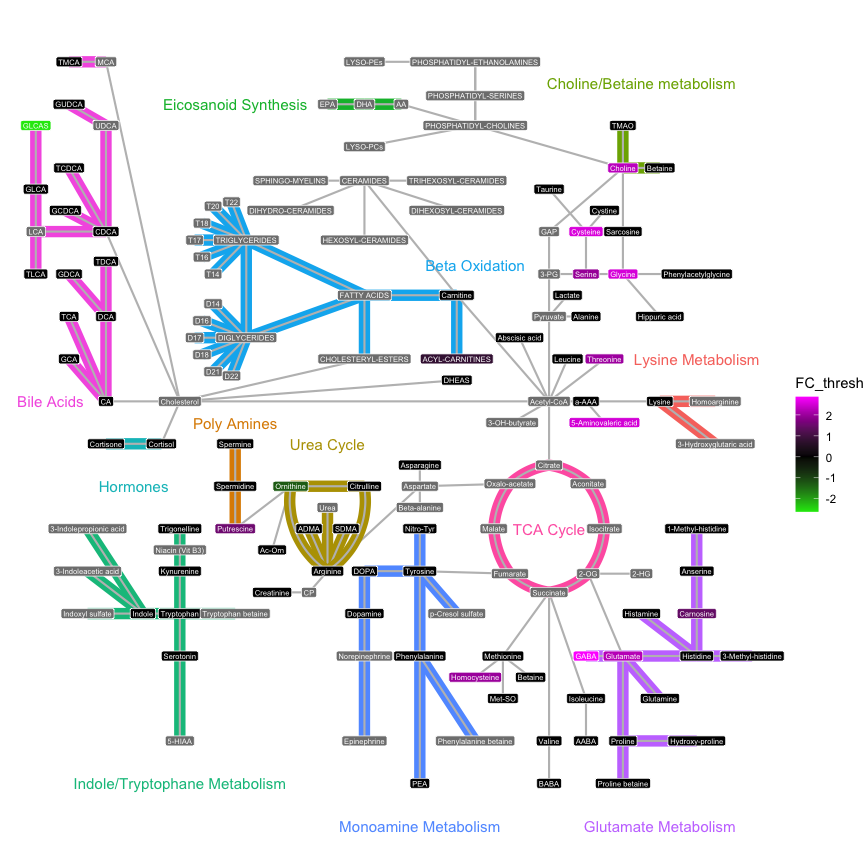 TMCA MCA LYSO-PEs PHOSPHATIDYL-ETHANOLAMINES
Choline/Betaine metabolism
PHOSPHATIDYL-SERINES
GUDCA Eicosanoid Synthesis EPA DHA AA
GLCAS UDCA PHOSPHATIDYL-CHOLINES TMAO
LYSO-PCs
TCDCA Choline Betaine
SPHINGO-MYELINS CERAMIDES TRIHEXOSYL-CERAMIDES
GLCA Taurine
T20 T22
GCDCA DIHYDRO-CERAMIDES DIHEXOSYL-CERAMIDES Cystine
T18
LCA CDCA GAP Cysteine Sarcosine
T17 TRIGLYCERIDES HEXOSYL-CERAMIDES
T16
TDCA Beta Oxidation
TLCA GDCA T14 3-PG Serine Glycine Phenylacetylglycine
FATTY ACIDS Carnitine Lactate
D14
TCA DCA D16 Pyruvate Alanine Hippuric acid
D17 DIGLYCERIDES Abscisic acid
D18
GCA CHOLESTERYL-ESTERS ACYL-CARNITINES Leucine Threonine Lysine Metabolism
D21 D22
DHEAS FC_thresh
Bile Acids CA Cholesterol Acetyl-CoA a-AAA Lysine Homoarginine
2
1
0
-1
-2
Poly Amines 3-OH-butyrate 5-Aminovaleric acid
Cortisone Cortisol Spermine Urea Cycle 3-Hydroxyglutaric acid
Asparagine Citrate
Hormones Spermidine Ornithine Citrulline Aspartate Oxalo-acetate Aconitate
Urea Beta-alanine
3-Indolepropionic acid Trigonelline Putrescine ADMA SDMA Nitro-Tyr Malate TCA Cycle Isocitrate 1-Methyl-histidine
Niacin (Vit B3) Ac-Orn
3-Indoleacetic acid Kynurenine Arginine DOPA Tyrosine Fumarate 2-OG 2-HG Anserine
Creatinine CP Succinate
Indoxyl sulfate Indole Tryptophan Tryptophan betaine Dopamine p-Cresol sulfate Histamine Carnosine
Serotonin Norepinephrine Phenylalanine Methionine GABA Glutamate Histidine 3-Methyl-histidine
Homocysteine Betaine
Met-SO Isoleucine Glutamine
5-HIAA Epinephrine Phenylalanine betaine Valine AABA Proline Hydroxy-proline
Indole/Tryptophane Metabolism PEA BABA Proline betaine
Monoamine Metabolism Glutamate Metabolism